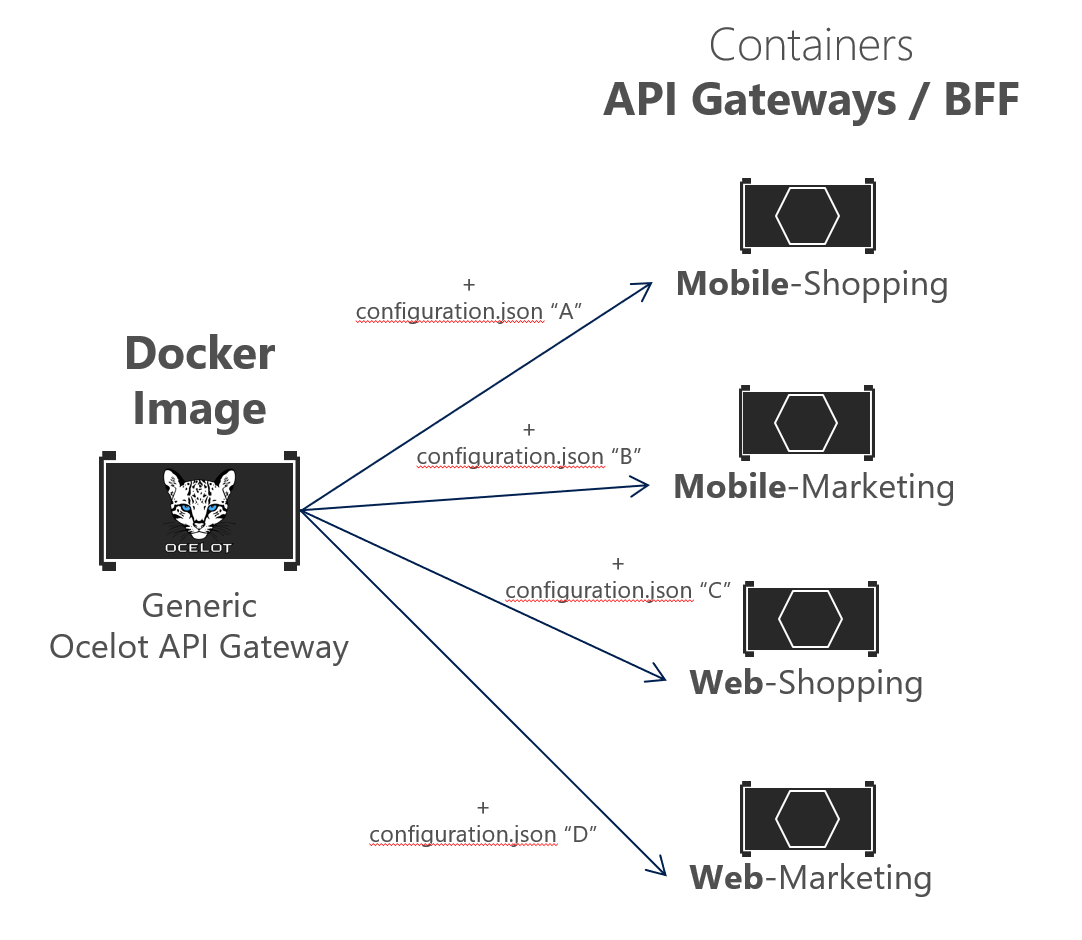 Containers
API Gateways / BFF
+
configuration.json “A”
Mobile-Shopping
Docker
Image
+
configuration.json “B”
Mobile-Marketing
OCELOT
+
configuration.json “C”
Generic
Ocelot API Gateway
Web-Shopping
+
configuration.json “D”
Web-Marketing